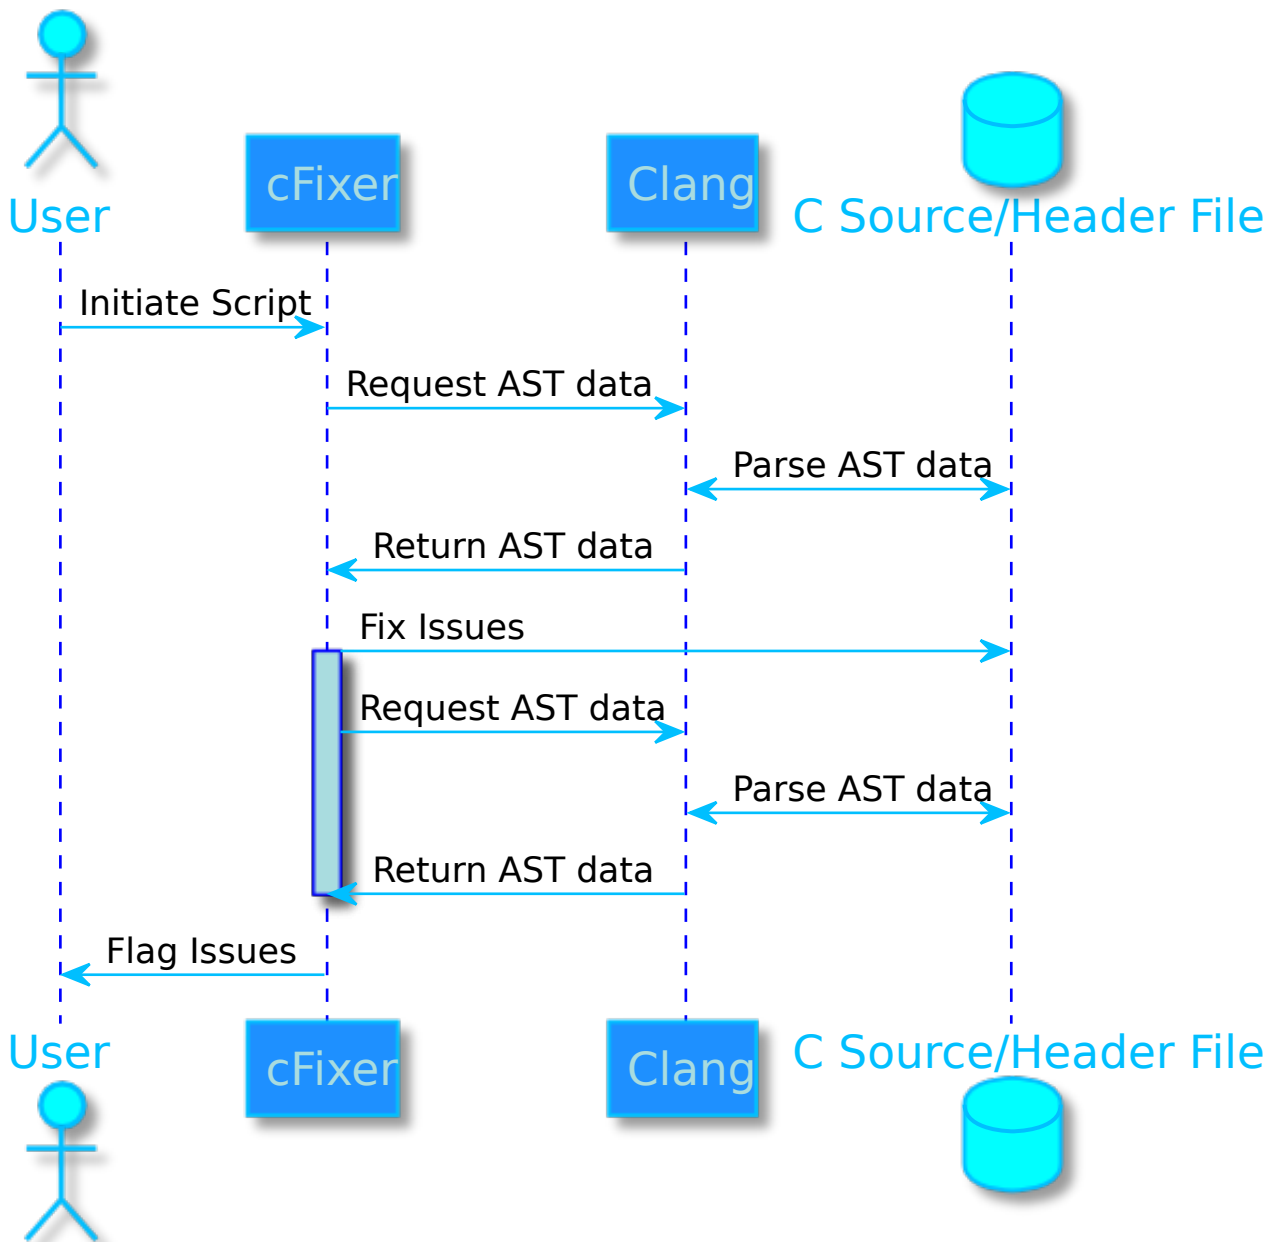 User
cFixer
Clang
C Source/Header File
Initiate Script
Request AST data
Parse AST data
Return AST data
Fix Issues
Request AST data
Parse AST data
Return AST data
Flag Issues
User
cFixer
Clang
C Source/Header File